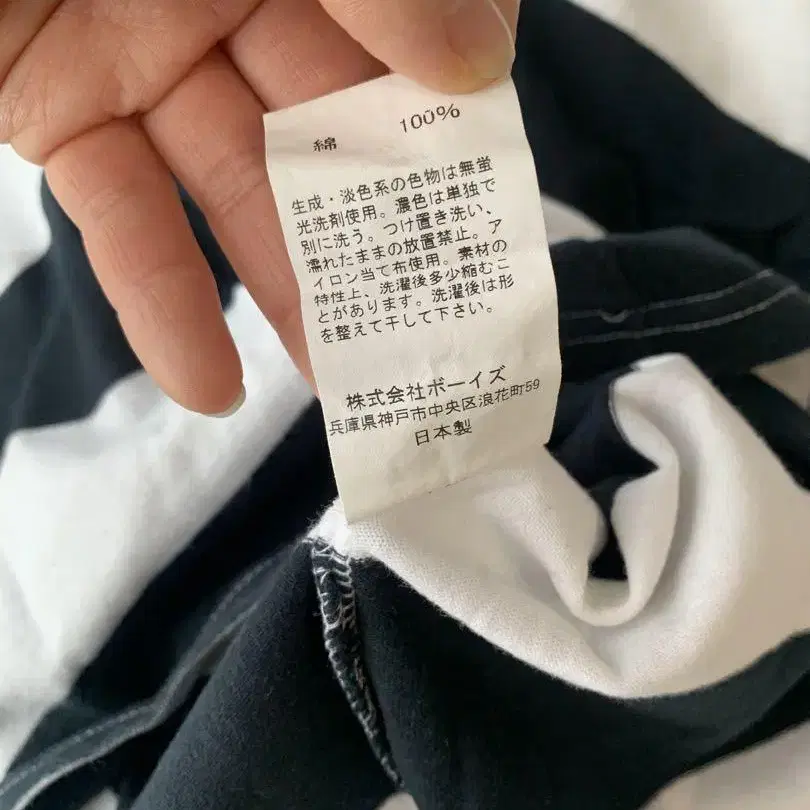 綿 100%
生成・淡色系の色物は無蛍
光洗剤使用。濃色は単独で
別に洗う。つけ置き洗い、
濡れたままの放置禁止。ア
イロン当て布使用。素材の
特性上、洗濯後多少縮むこ
とがあります。洗濯後は形
を整えて干して下さい。
株式会社ボーイズ
兵庫県神戸市中央区浪花町59
日本製